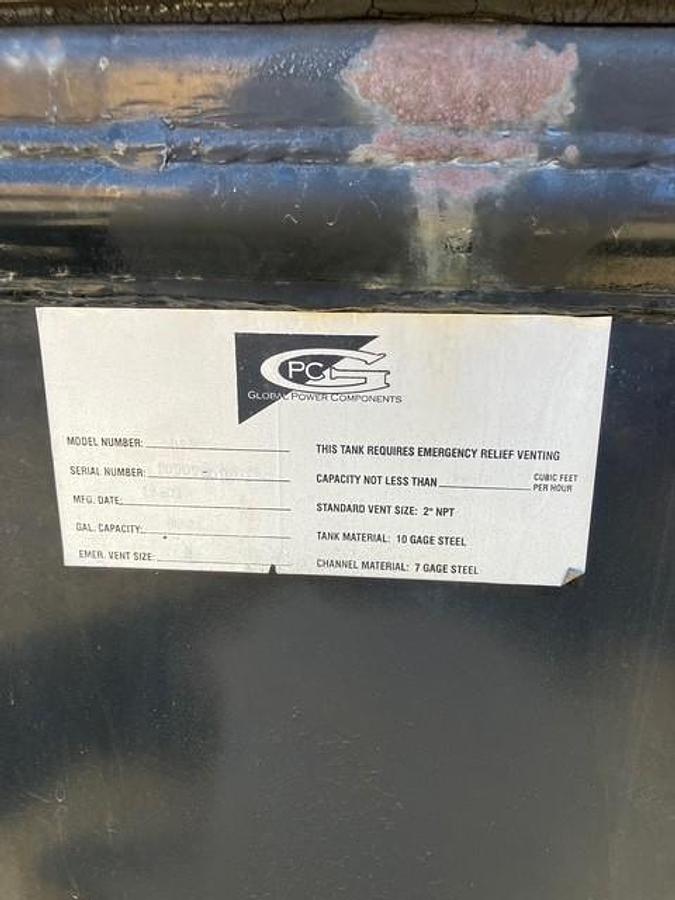 PC
G
GLOBAL POWER COMPONENTS
MODEL NUMBER:
SERIAL NUMBER:
MFG. DATE:
GAL. CAPACITY:
EMER. VENT SIZE:
THIS TANK REQUIRES EMERGENCY RELIEF VENTING
CAPACITY NOT LESS THAN CUBIC FEET
PER HOUR
STANDARD VENT SIZE: 2" NPT
TANK MATERIAL: 10 GAGE STEEL
CHANNEL MATERIAL: 7 GAGE STEEL